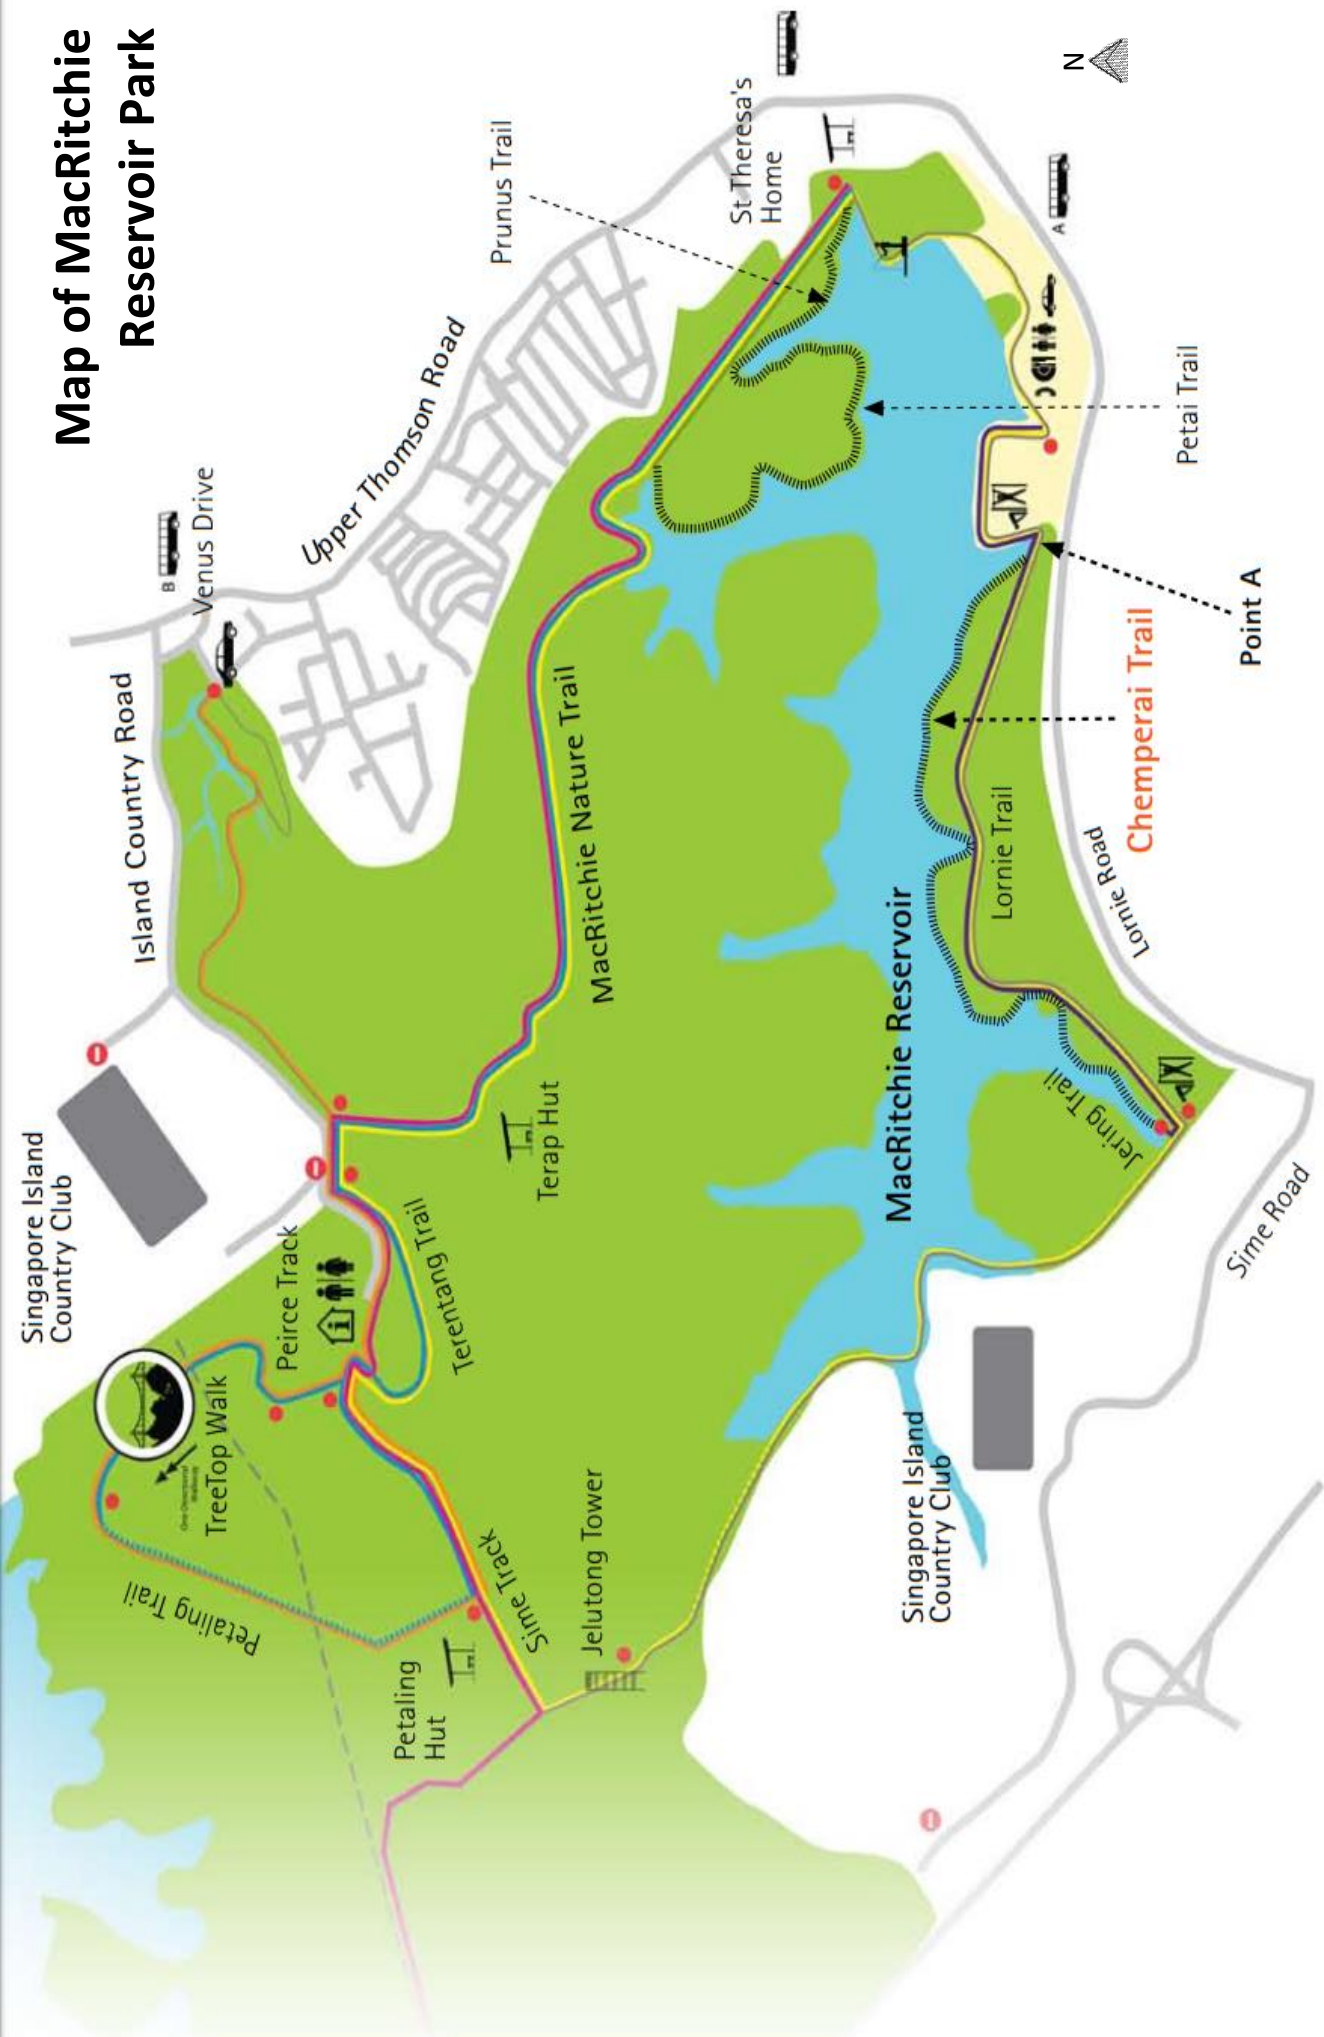 Map of MacRitchie
Reservoir Park
N
B
Venus Drive
Upper Thomson Road
Island Country Road
Prunus Trail
St Theresa's
Home
A
Petai Trail
Point A
Chemperai Trail
Lornie Trail
Lornie Road
MacRitchie Nature Trail
MacRitchie Reservoir
Jering Trail
Sime Road
Singapore Island
Country Club
Peirce Track
i
Terentang Trail
Terap Hut
TreeTop Walk
One Directional
Walkway
Petaling Trail
Petaling
Hut
Sime Track
Jelutong Tower
Singapore Island
Country Club